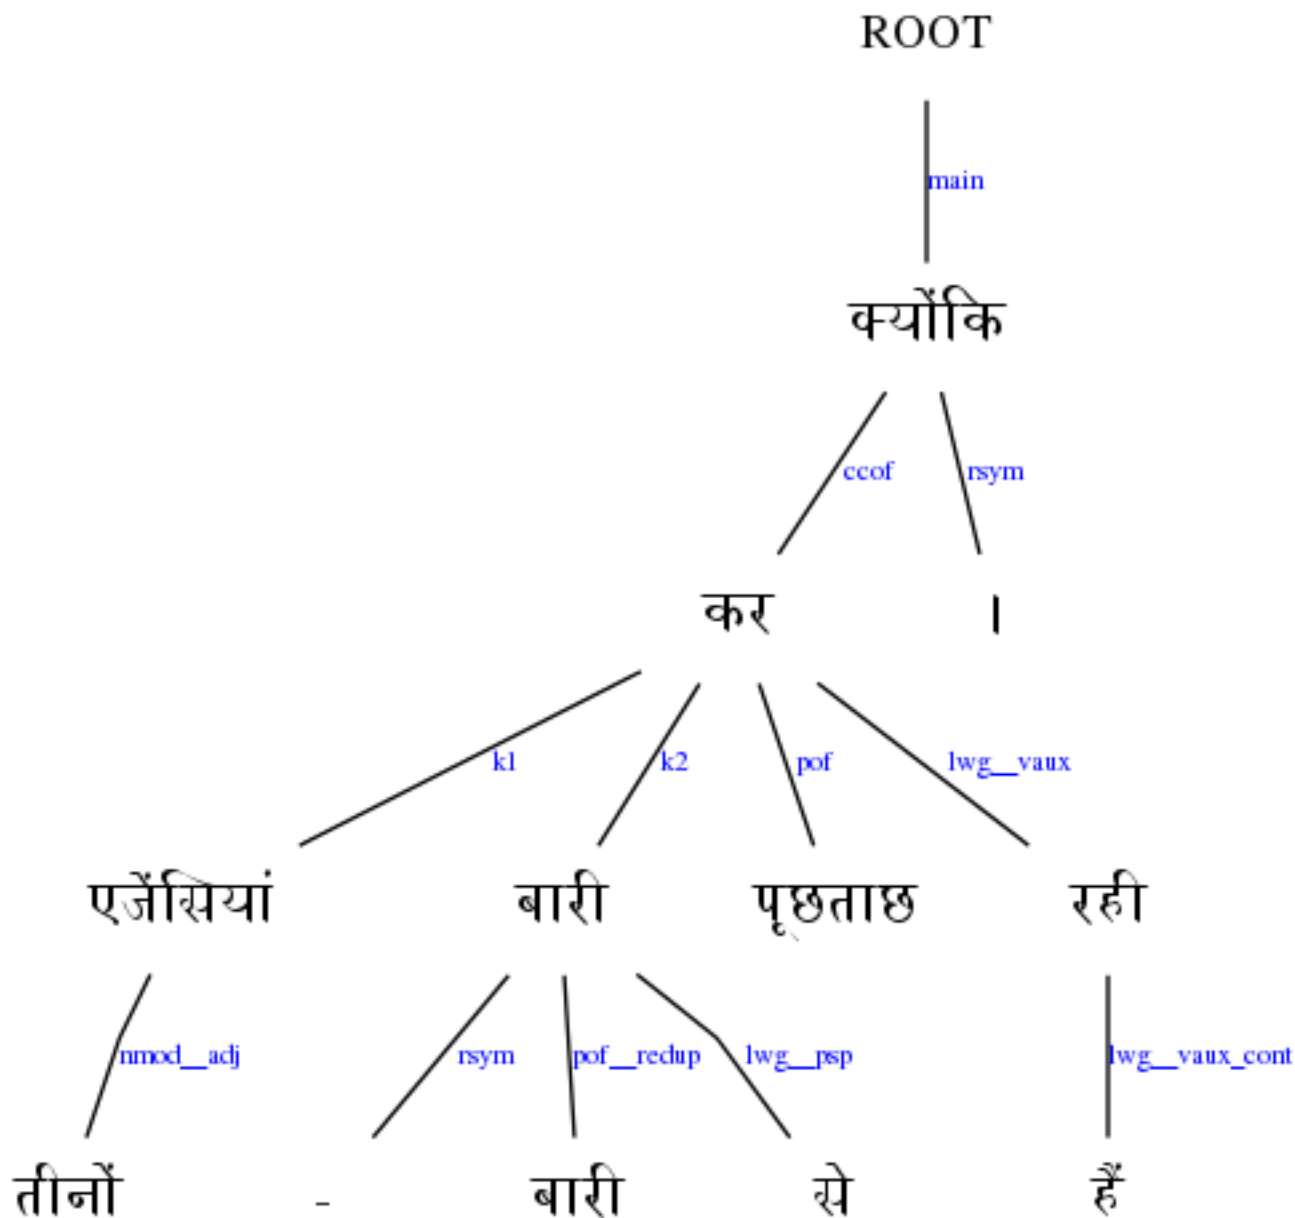 ROOT
main
क्योंकि
ccof rsym
कर ।
k1 k2 pof lwg__vaux
एजेंसियां बारी पूछताछ रही
nmod__adj rsym pof__redup lwg__psp lwg__vaux_cont
तीनों - बारी से हैं